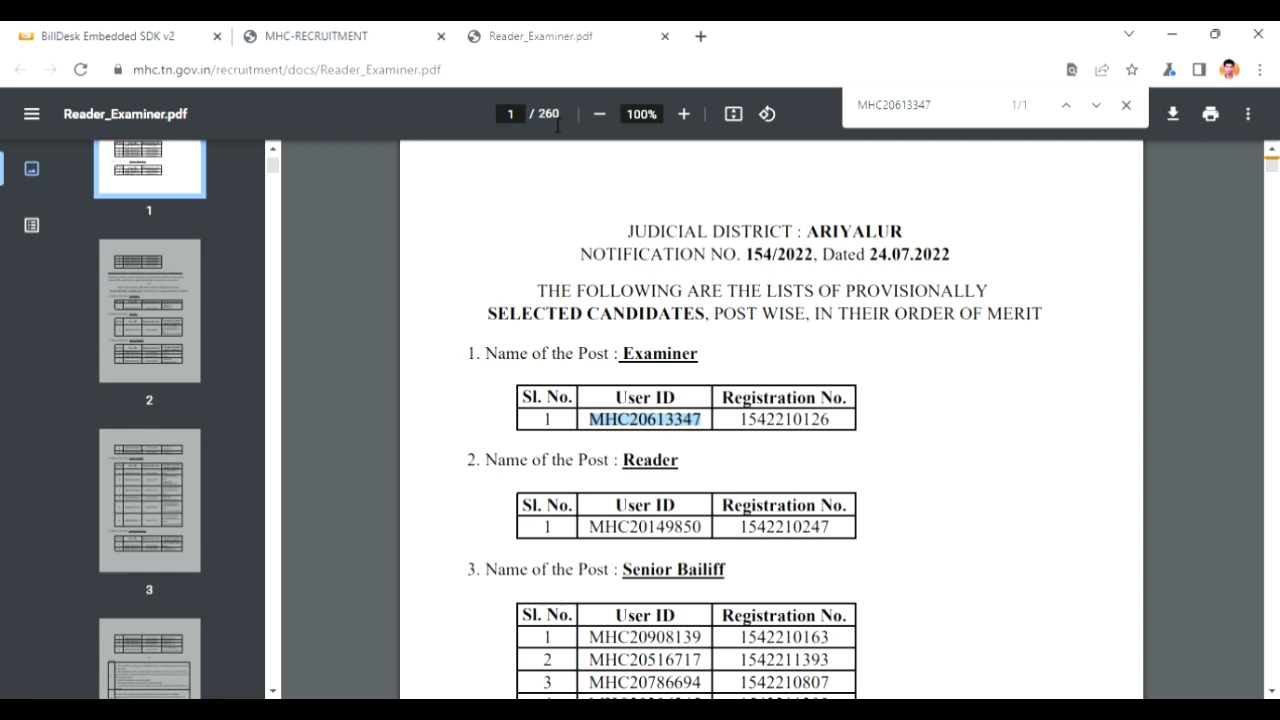 BillDesk Embedded SDK v2
MHC-RECRUITMENT
Reader_Examiner.pdf
mhc.tn.gov.in/recruitment/docs/Reader_Examiner.pdf
Reader_Examiner.pdf
1 / 260
100%
MHC20613347 1/1
1
2
3
JUDICIAL DISTRICT : ARIYALUR
NOTIFICATION NO. 154/2022, Dated 24.07.2022
THE FOLLOWING ARE THE LISTS OF PROVISIONALLY
SELECTED CANDIDATES, POST WISE, IN THEIR ORDER OF MERIT
1. Name of the Post : Examiner
Sl. No. User ID Registration No.
1 MHC20613347 1542210126
2. Name of the Post : Reader
Sl. No. User ID Registration No.
1 MHC20149850 1542210247
3. Name of the Post : Senior Bailiff
Sl. No. User ID Registration No.
1 MHC20908139 1542210163
2 MHC20516717 1542211393
3 MHC20786694 1542210807